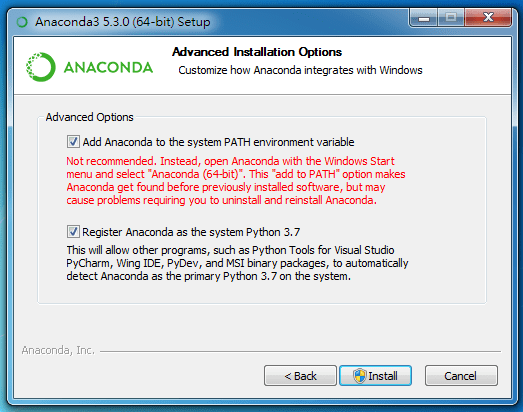 Anaconda3 5.3.0 (64-bit) Setup
Advanced Installation Options
Customize how Anaconda integrates with Windows
ANACONDA
Advanced Options
Add Anaconda to the system PATH environment variable
Not recommended. Instead, open Anaconda with the Windows Start
menu and select "Anaconda (64-bit)". This "add to PATH" option makes
Anaconda get found before previously installed software, but may
cause problems requiring you to uninstall and reinstall Anaconda.
Register Anaconda as the system Python 3.7
This will allow other programs, such as Python Tools for Visual Studio
PyCharm, Wing IDE, PyDev, and MSI binary packages, to automatically
detect Anaconda as the primary Python 3.7 on the system.
Anaconda, Inc.
< Back
Install
Cancel